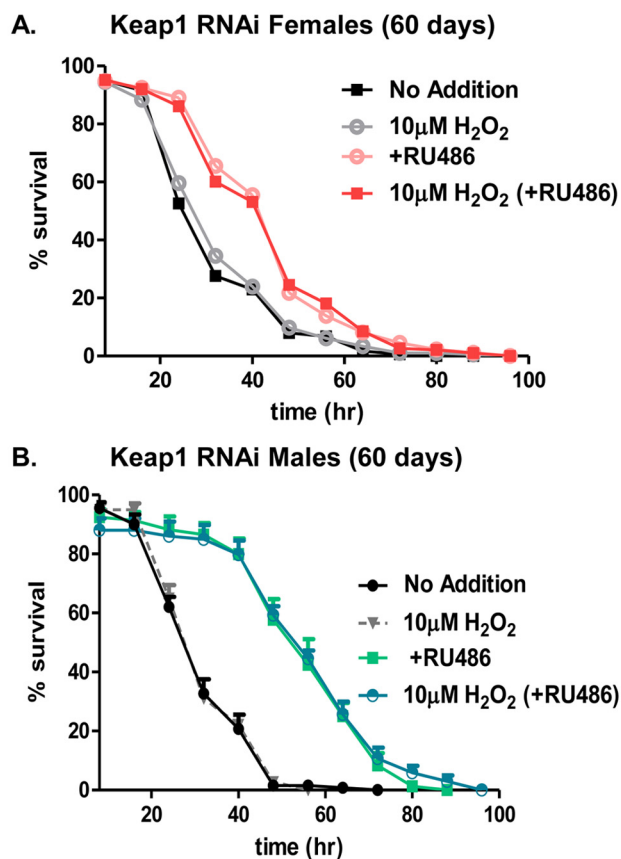 A. Keap1 RNAi Females (60 days)
100
80
60
40
20
0
% survival
No Addition
10µM H₂O₂
+RU486
10µM H₂O₂ (+RU486)
20 40 60 80 100
time (hr)
B. Keap1 RNAi Males (60 days)
100
80
60
40
20
0
% survival
No Addition
10µM H₂O₂
+RU486
10µM H₂O₂ (+RU486)
20 40 60 80 100
time (hr)